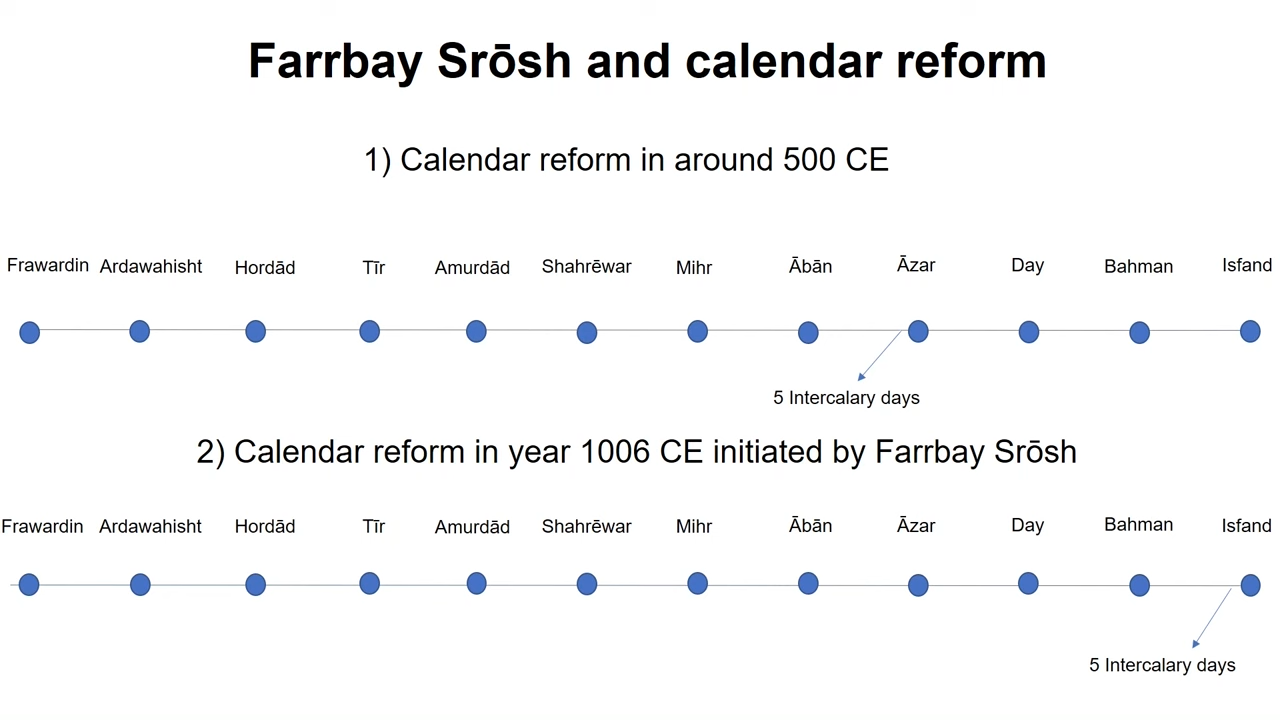 Farrbay Srōsh and calendar reform
1) Calendar reform in around 500 CE
Frawardin Ardawahisht Hordād Tīr Amurdād Shahrēwar Mihr Ābān Āzar Day Bahman Isfand
5 Intercalary days
2) Calendar reform in year 1006 CE initiated by Farrbay Srōsh
Frawardin Ardawahisht Hordād Tīr Amurdād Shahrēwar Mihr Ābān Āzar Day Bahman Isfand
5 Intercalary days